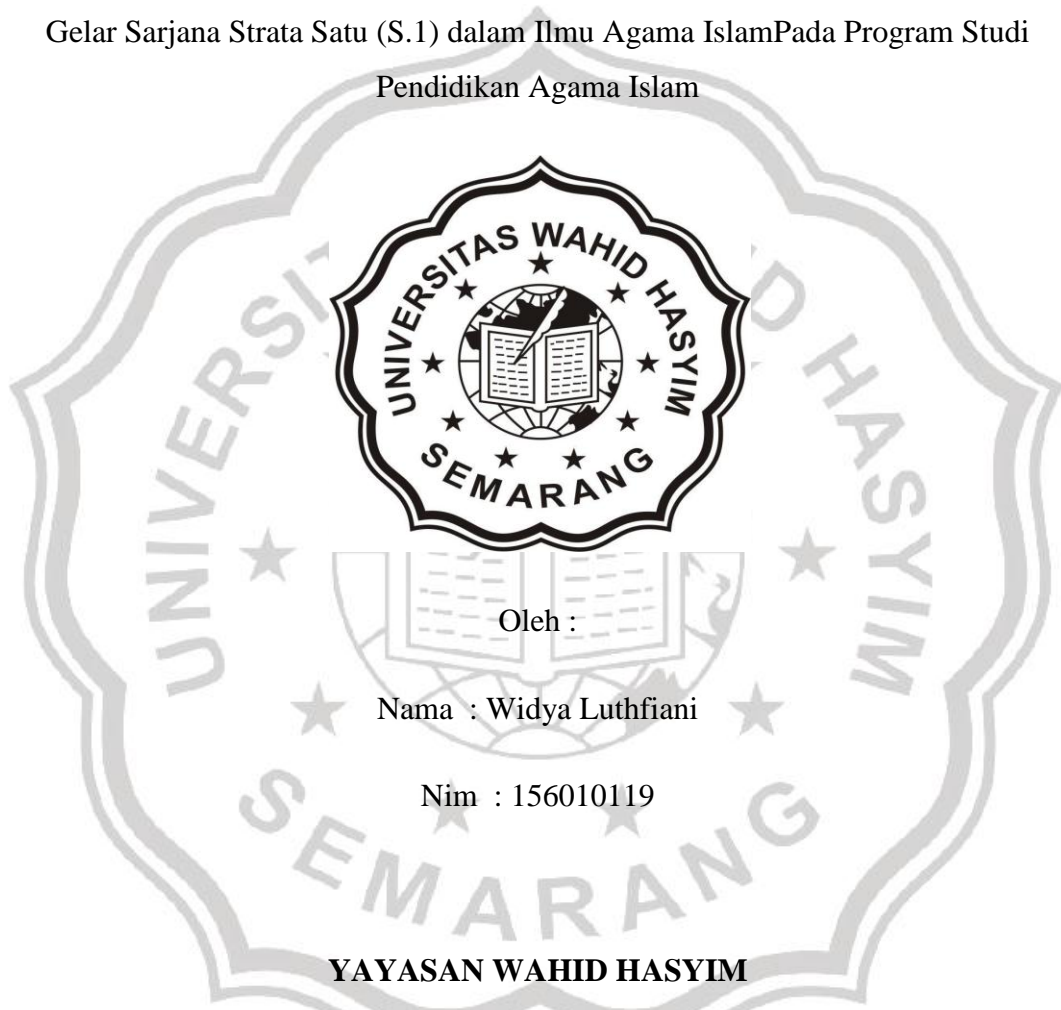 Gelar Sarjana Strata Satu (S.1) dalam Ilmu Agama IslamPada Program Studi
Pendidikan Agama Islam
UNIVERSITAS WAHID HASYIM
SEMARANG
Oleh :
Nama : Widya Luthfiani
Nim : 156010119
YAYASAN WAHID HASYIM